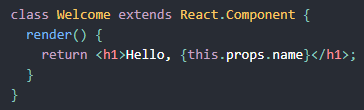 class Welcome extends React.Component {
  render() {
    return <h1>Hello, {this.props.name}</h1>;
  }
}